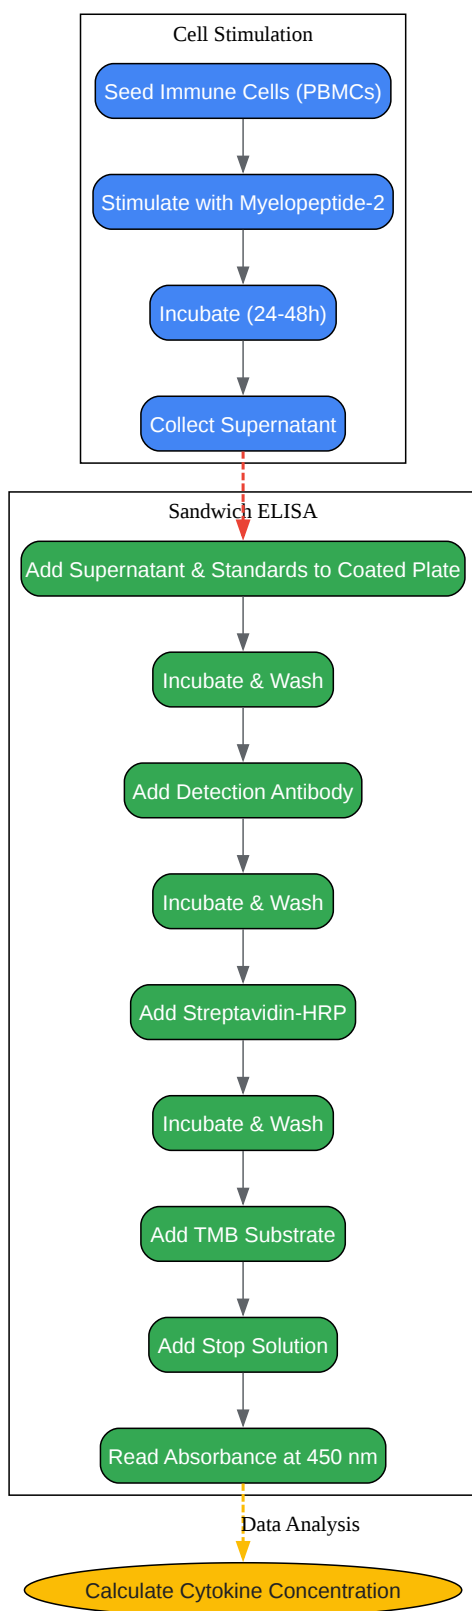 Cell Stimulation
Seed Immune Cells (PBMCs)
Stimulate with Myelopeptide-2
Incubate (24-48h)
Collect Supernatant
Sandwich ELISA
Add Supernatant & Standards to Coated Plate
Incubate & Wash
Add Detection Antibody
Incubate & Wash
Add Streptavidin-HRP
Incubate & Wash
Add TMB Substrate
Add Stop Solution
Read Absorbance at 450 nm
Data Analysis
Calculate Cytokine Concentration